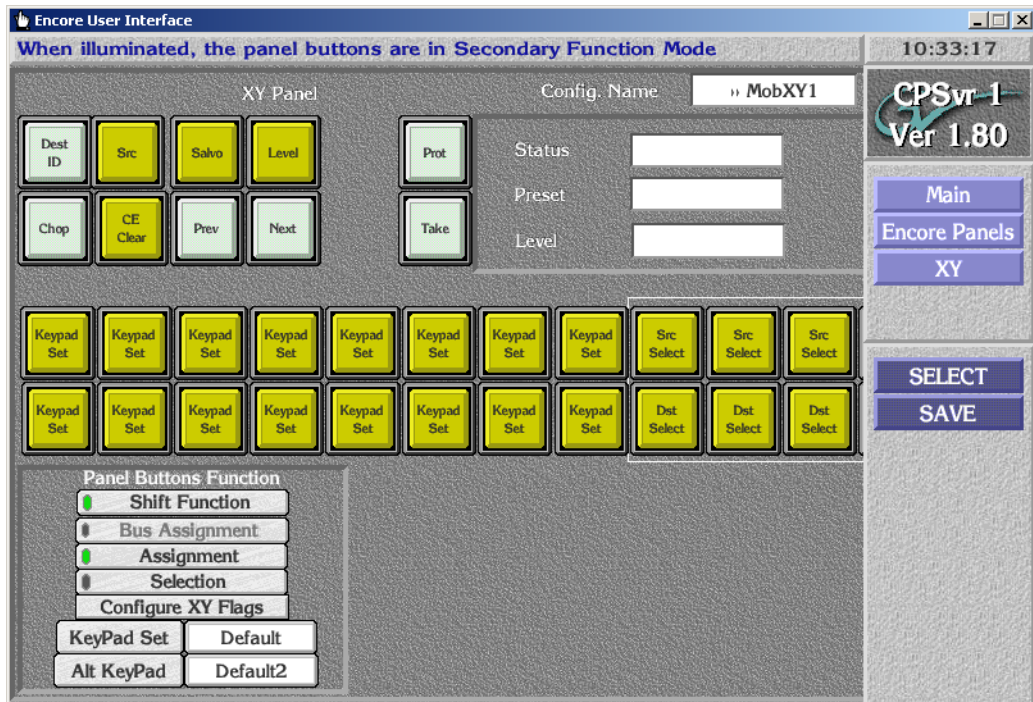 Encore User Interface
When illuminated, the panel buttons are in Secondary Function Mode
10:33:17
XY Panel
Config. Name
›› MobXY1
CPSvr 1
Ver 1.80
Dest
ID
Src
Salvo
Level
Prot
Status
Chop
CE
Clear
Prev
Next
Take
Preset
Level
Main
Encore Panels
XY
Keypad
Set
Keypad
Set
Keypad
Set
Keypad
Set
Keypad
Set
Keypad
Set
Keypad
Set
Keypad
Set
Src
Select
Src
Select
Src
Select
Keypad
Set
Keypad
Set
Keypad
Set
Keypad
Set
Keypad
Set
Keypad
Set
Keypad
Set
Keypad
Set
Dst
Select
Dst
Select
Dst
Select
SELECT
SAVE
Panel Buttons Function
Shift Function
Bus Assignment
Assignment
Selection
Configure XY Flags
KeyPad Set
Default
Alt KeyPad
Default2